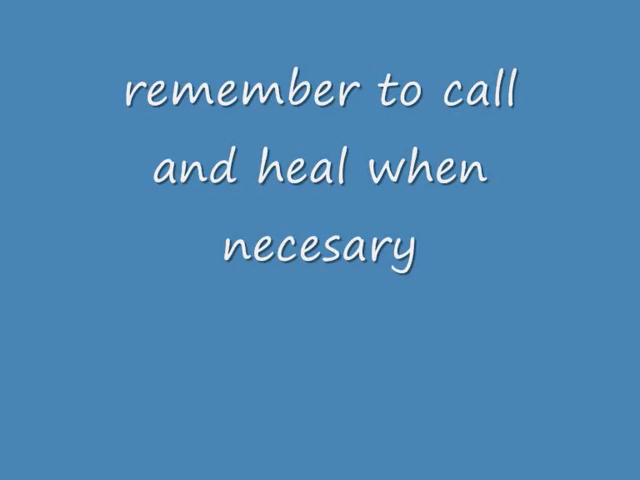 remember to call
and heal when
necesary